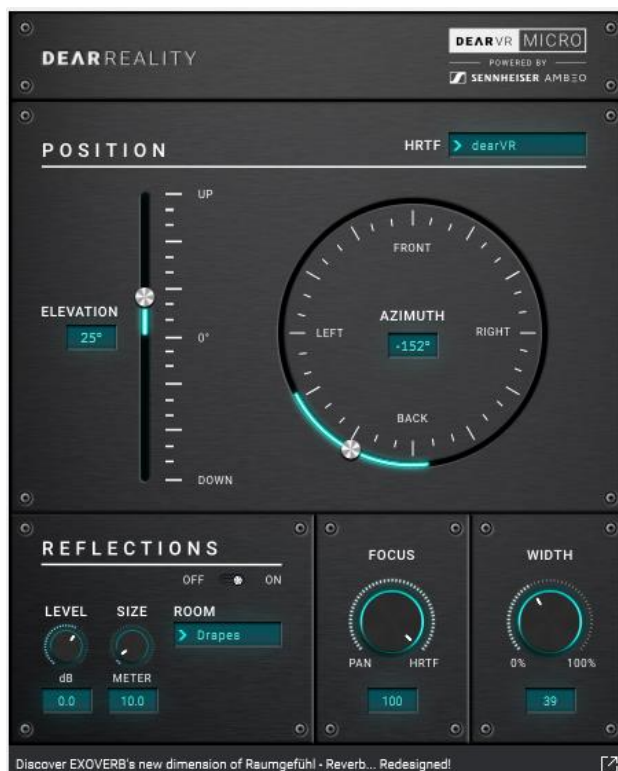 DEARREALITY
DEARVR MICRO
POWERED BY
SENNHEISER AMBEO
POSITION
HRTF
dearVR
UP
ELEVATION
25°
0°
DOWN
FRONT
AZIMUTH
LEFT
RIGHT
-152°
BACK
REFLECTIONS
OFF ON
LEVEL SIZE ROOM
Drapes
dB METER
0.0 10.0
FOCUS
PAN HRTF
100
WIDTH
0% 100%
39
Discover EXOVERB's new dimension of Raumgefühl - Reverb... Redesigned!